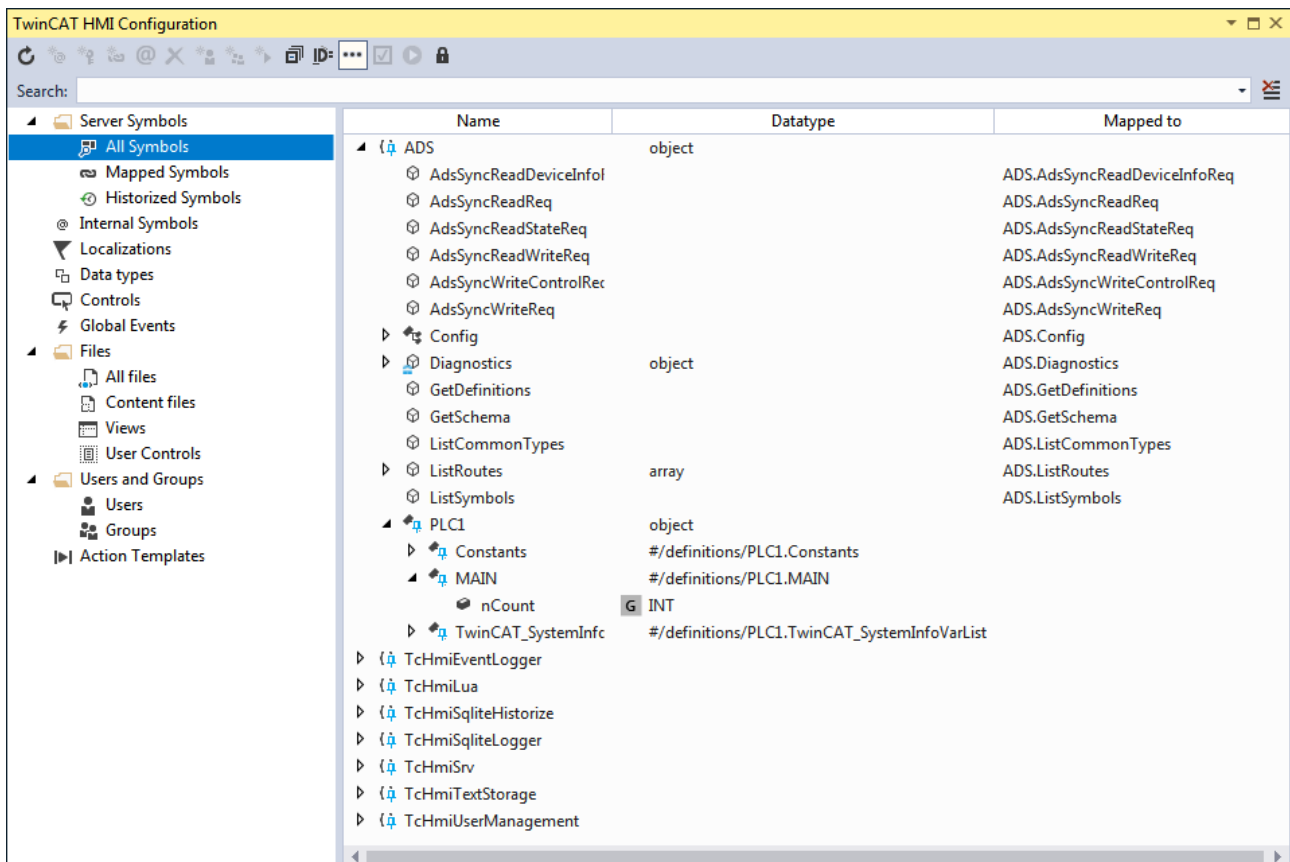 TwinCAT HMI Configuration
ID:
Search:
Server Symbols
All Symbols
Mapped Symbols
Historized Symbols
@ Internal Symbols
Localizations
Data types
Controls
Global Events
Files
All files
Content files
Views
User Controls
Users and Groups
Users
Groups
Action Templates
Name Datatype Mapped to
ADS object
AdsSyncReadDeviceInfoI ADS.AdsSyncReadDeviceInfoReq
AdsSyncReadReq ADS.AdsSyncReadReq
AdsSyncReadStateReq ADS.AdsSyncReadStateReq
AdsSyncReadWriteReq ADS.AdsSyncReadWriteReq
AdsSyncWriteControlRec ADS.AdsSyncWriteControlReq
AdsSyncWriteReq ADS.AdsSyncWriteReq
Config ADS.Config
Diagnostics object ADS.Diagnostics
GetDefinitions ADS.GetDefinitions
GetSchema ADS.GetSchema
ListCommonTypes ADS.ListCommonTypes
ListRoutes array ADS.ListRoutes
ListSymbols ADS.ListSymbols
PLC1 object
Constants #/definitions/PLC1.Constants
MAIN #/definitions/PLC1.MAIN
nCount G INT
TwinCAT_SystemInfc #/definitions/PLC1.TwinCAT_SystemInfoVarList
TcHmiEventLogger
TcHmiLua
TcHmiSqliteHistorize
TcHmiSqliteLogger
TcHmiSrv
TcHmiTextStorage
TcHmiUserManagement